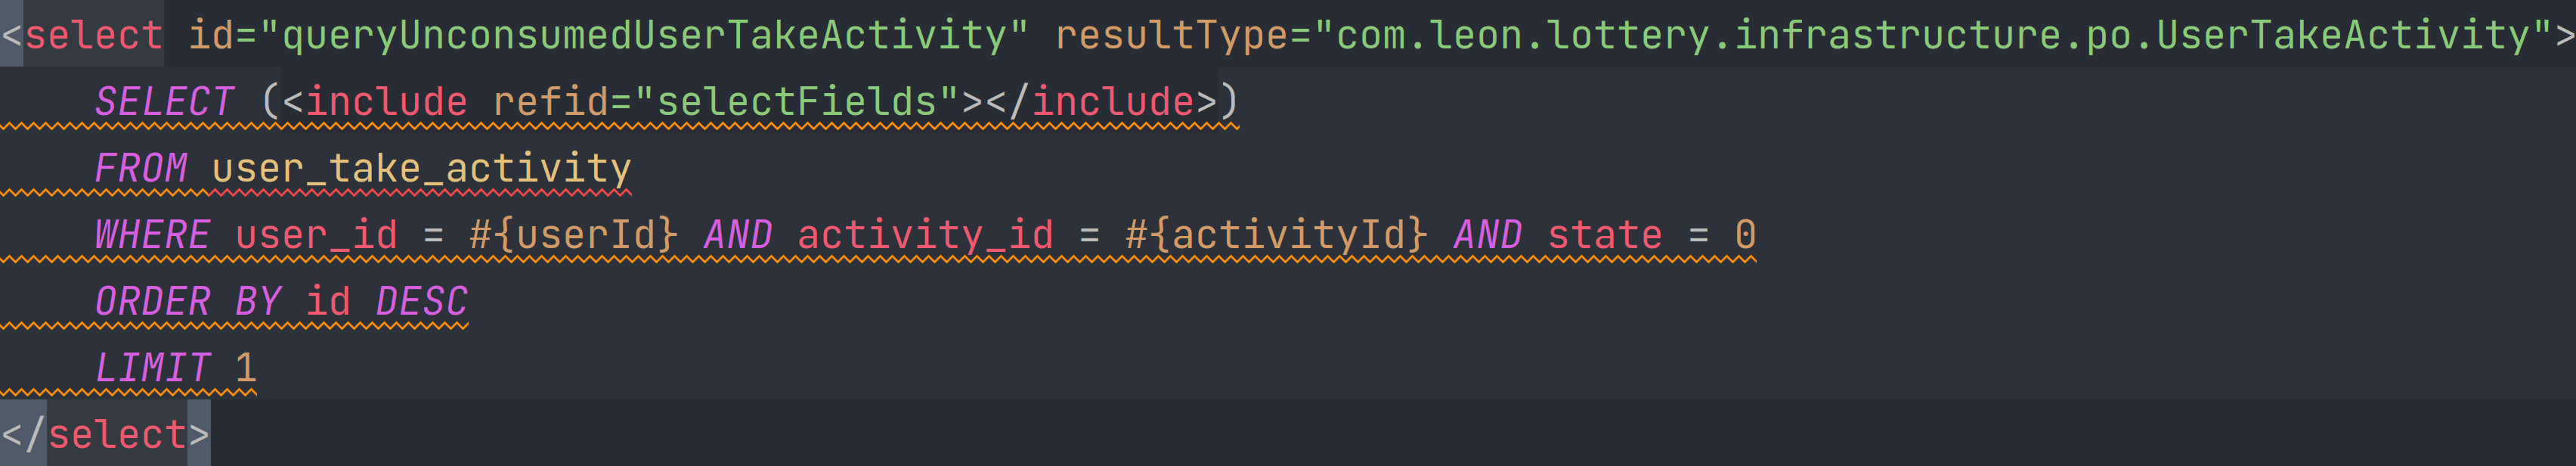 <select id="queryUnconsumedUserTakeActivity" resultType="com.leon.lottery.infrastructure.po.UserTakeActivity">
    SELECT (<include refid="selectFields"></include>)
    FROM user_take_activity
    WHERE user_id = #{userId} AND activity_id = #{activityId} AND state = 0
    ORDER BY id DESC
    LIMIT 1
</select>